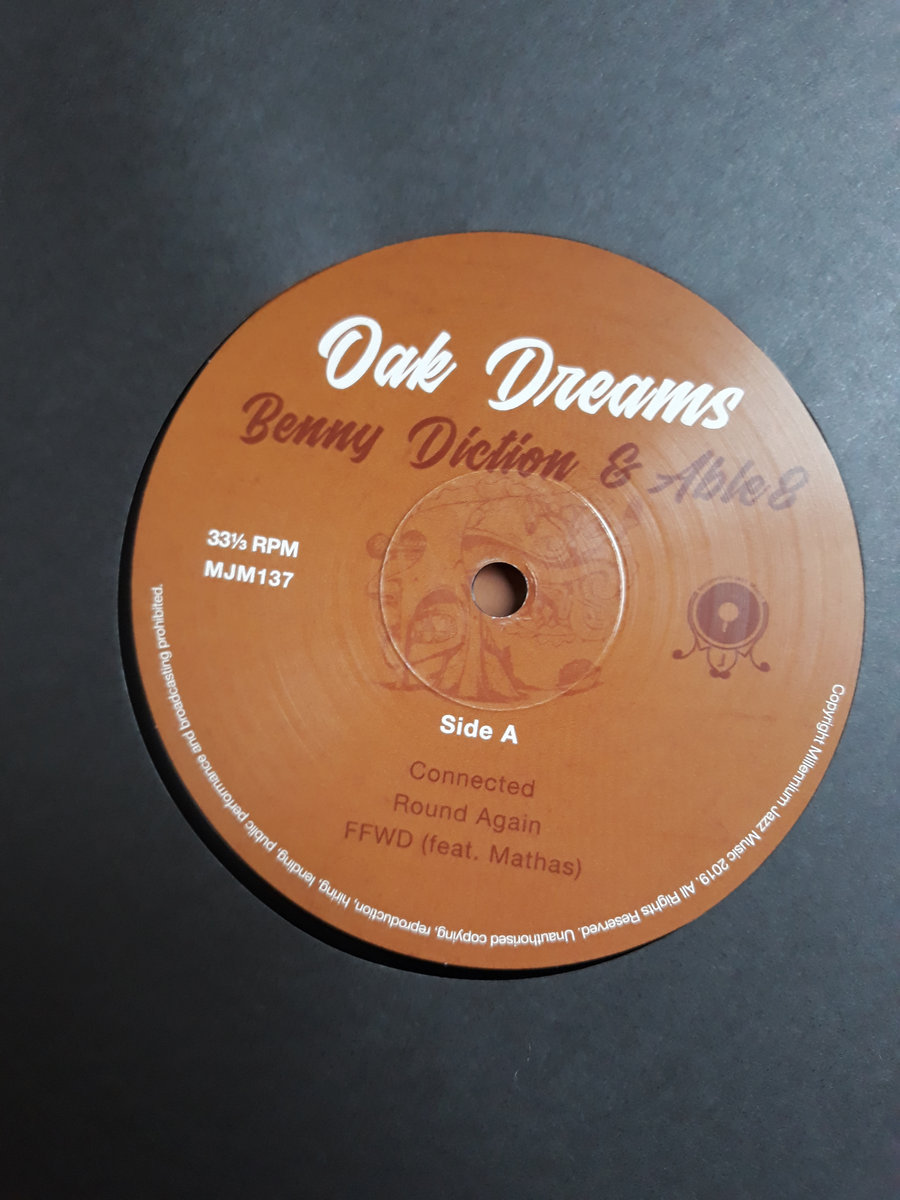 Oak Dreams
Benny Diction & Able8
33⅓ RPM
MJM137
Side A
Connected
Round Again
FFWD (feat. Mathas)
Copyright Millennium Jazz Music 2019. All Rights Reserved. Unauthorised copying, reproduction, hiring, lending, public performance and broadcasting prohibited.